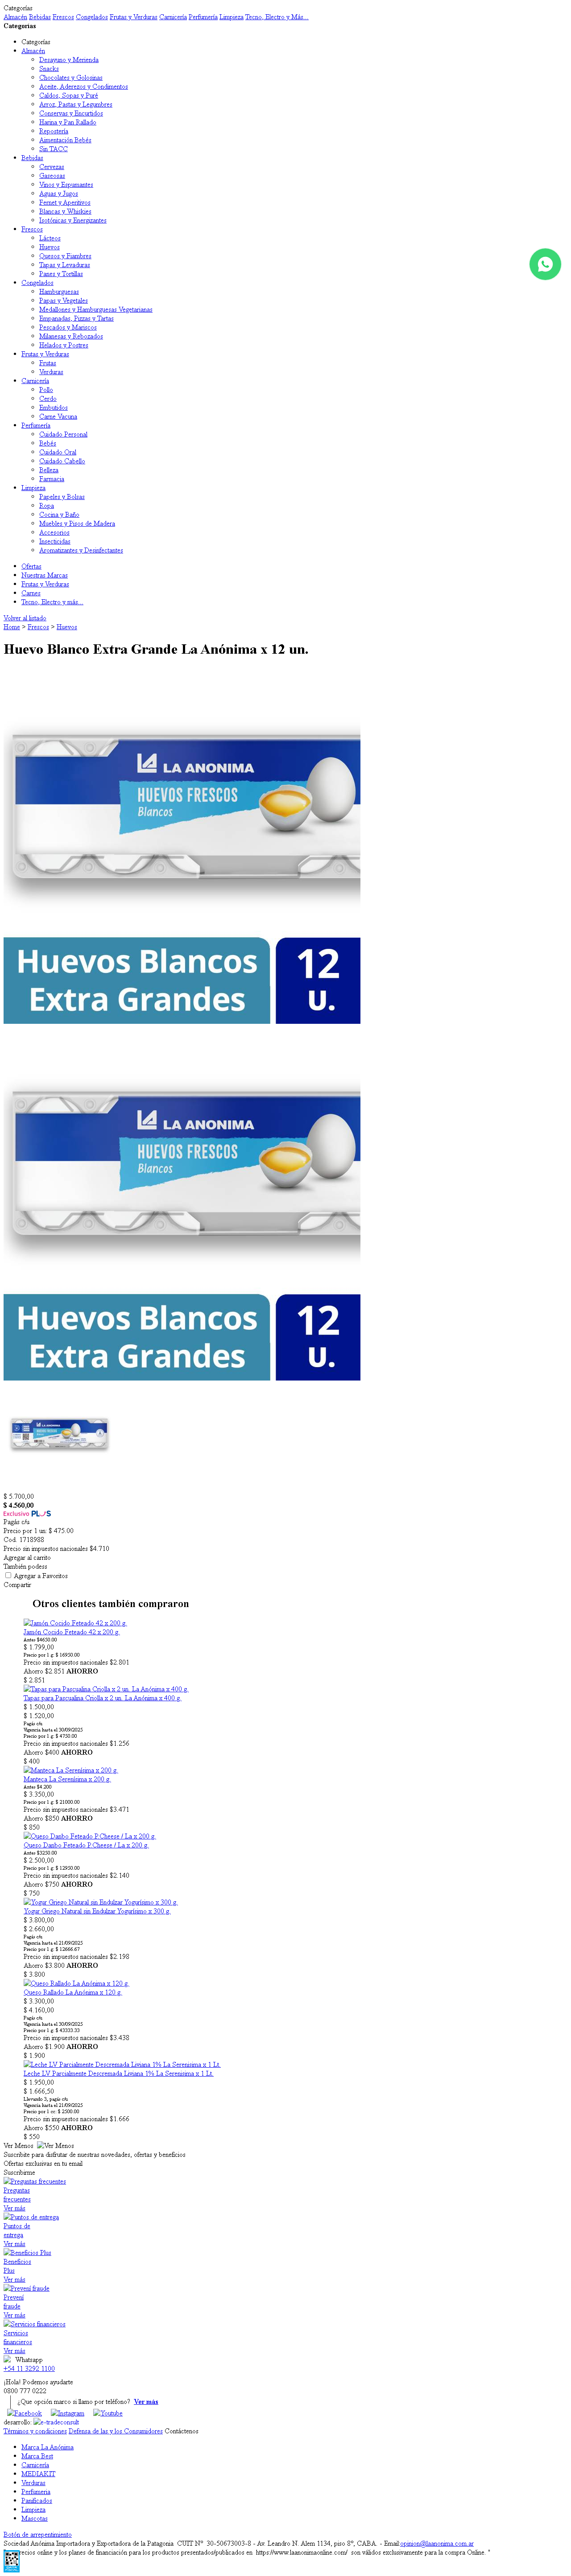 Categorías
Almacén Bebidas Frescos Congelados Frutas y Verduras Carnicería Perfumería Limpieza Tecno, Electro y Más...
Categorías
Categorías
Almacén
Desayuno y Merienda
Snacks
Chocolates y Golosinas
Aceite, Aderezos y Condimentos
Caldos, Sopas y Puré
Arroz, Pastas y Legumbres
Conservas y Encurtidos
Harina y Pan Rallado
Repostería
Alimentación Bebés
Sin TACC
Bebidas
Cervezas
Gaseosas
Vinos y Espumantes
Aguas y Jugos
Fernet y Aperitivos
Blancas y Whiskies
Isotónicas y Energizantes
Frescos
Lácteos
Huevos
Quesos y Fiambres
Tapas y Levaduras
Panes y Tortillas
Congelados
Hamburguesas
Papas y Vegetales
Medallones y Hamburguesas Vegetarianas
Empanadas, Pizzas y Tartas
Pescados y Mariscos
Milanesas y Rebozados
Helados y Postres
Frutas y Verduras
Frutas
Verduras
Carnicería
Pollo
Cerdo
Embutidos
Carne Vacuna
Perfumería
Cuidado Personal
Bebés
Cuidado Oral
Cuidado Cabello
Belleza
Farmacia
Limpieza
Papeles y Bolsas
Ropa
Cocina y Baño
Muebles y Pisos de Madera
Accesorios
Insecticidas
Aromatizantes y Desinfectantes
Ofertas
Nuestras Marcas
Frutas y Verduras
Carnes
Tecno, Electro y más...
Volver al listado
Home > Frescos > Huevos
Huevo Blanco Extra Grande La Anónima x 12 un.
LA ANONIMA
HUEVOS FRESCOS
Blancos
Huevos Blancos
Extra Grandes
12
U.
LA ANONIMA
HUEVOS FRESCOS
Blancos
Huevos Blancos
Extra Grandes
12
U.
$ 5.700,00
$ 4.560,00
Exclusivo PLUS
Pagás c/u.
Precio por 1 un: $ 475.00
Cod. 1718988
Precio sin impuestos nacionales $4.710
Agregar al carrito
También podess
Agregar a Favoritos
Compartir
Otros clientes también compraron
Jamón Cocido Feteado 42 x 200 g.
Jamón Cocido Feteado 42 x 200 g.
Antes $4650.00
$ 1.799,00
Precio por 1 g: $ 16950.00
Precio sin impuestos nacionales $2.801
Ahorro $2.851 AHORRO
$ 2.851
Tapas para Pascualina Criolla x 2 un. La Anónima x 400 g.
Tapas para Pascualina Criolla x 2 un. La Anónima x 400 g.
$ 1.500,00
$ 1.520,00
Pagás c/u.
Vigencia hasta el 30/09/2025
Precio por 1 g: $ 4750.00
Precio sin impuestos nacionales $1.256
Ahorro $400 AHORRO
$ 400
Manteca La Serenísima x 200 g.
Manteca La Serenísima x 200 g.
Antes $4.200
$ 3.350,00
Precio por 1 g: $ 21000.00
Precio sin impuestos nacionales $3.471
Ahorro $850 AHORRO
$ 850
Queso Danbo Feteado P.Cheese / La x 200 g.
Queso Danbo Feteado P.Cheese / La x 200 g.
Antes $3250.00
$ 2.500,00
Precio por 1 g: $ 12950.00
Precio sin impuestos nacionales $2.140
Ahorro $750 AHORRO
$ 750
Yogur Griego Natural sin Endulzar Yogurísimo x 300 g.
Yogur Griego Natural sin Endulzar Yogurísimo x 300 g.
$ 3.800,00
$ 2.660,00
Pagás c/u.
Vigencia hasta el 21/09/2025
Precio por 1 g: $ 12666.67
Precio sin impuestos nacionales $2.198
Ahorro $3.800 AHORRO
$ 3.800
Queso Rallado La Anónima x 120 g.
Queso Rallado La Anónima x 120 g.
$ 3.300,00
$ 4.160,00
Pagás c/u.
Vigencia hasta el 30/09/2025
Precio por 1 g: $ 43333.33
Precio sin impuestos nacionales $3.438
Ahorro $1.900 AHORRO
$ 1.900
Leche LV Parcialmente Descremada Liviana 1% La Serenisima x 1 Lt.
Leche LV Parcialmente Descremada Liviana 1% La Serenisima x 1 Lt.
$ 1.950,00
$ 1.666,50
Llevando 3, pagás c/u
Vigencia hasta el 21/09/2025
Precio por 1 cc: $ 2500.00
Precio sin impuestos nacionales $1.666
Ahorro $550 AHORRO
$ 550
Ver Menos Ver Menos
Suscribite para disfrutar de nuestras novedades, ofertas y beneficios
Ofertas exclusivas en tu email
Suscribirme
Preguntas frecuentes
Preguntas
frecuentes
Ver más
Puntos de entrega
Puntos de
entrega
Ver más
Beneficios Plus
Beneficios
Plus
Ver más
Prevení fraude
Prevení
fraude
Ver más
Servicios financieros
Servicios
financieros
Ver más
Whatsapp
+54 11 3292 1100
¡Hola! Podemos ayudarte
0800 777 0222
¿Que opción marco si llamo por teléfono? Ver más
Facebook Instagram Youtube
desarrollo: e-tradeconsult
Términos y condiciones Defensa de las y los Consumidores Contáctenos
Marca La Anónima
Marca Best
Carnicería
MEDIAKIT
Verduras
Perfumeria
Panificados
Limpieza
Mascotas
Botón de arrepentimiento
Sociedad Anónima Importadora y Exportadora de la Patagonia. CUIT Nº: 30-50673003-8 - Av. Leandro N. Alem 1134, piso 8°, CABA. - Email:opinion@laanonima.com.ar
precios online y los planes de financiación para los productos presentados/publicados en https://www.laanonimaonline.com/ son válidos exclusivamente para la compra Online. "